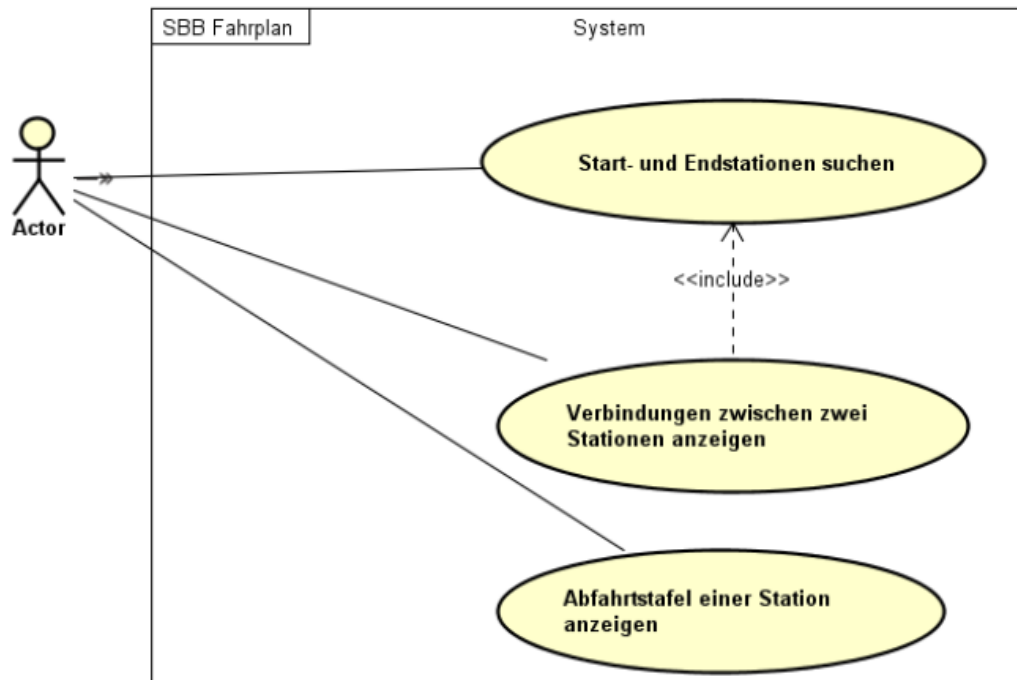 SBB Fahrplan
System
Start- und Endstationen suchen
Actor
<<include>>
Verbindungen zwischen zwei
Stationen anzeigen
Abfahrtstafel einer Station
anzeigen